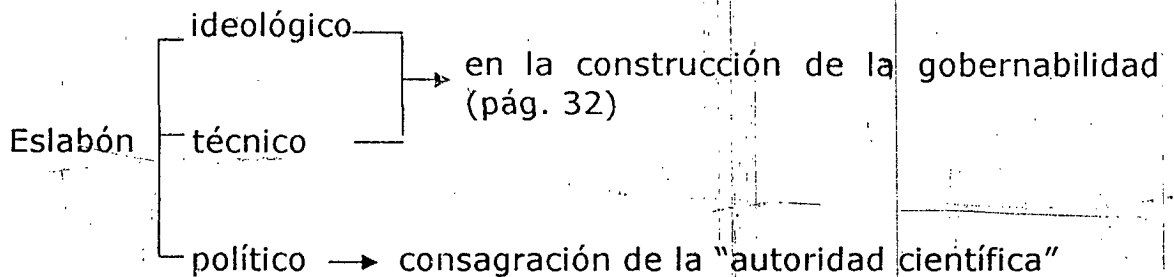 ideológico
en la construcción de la gobernabilidad
(pág. 32)
Eslabón técnico
político → consagración de la "autoridad científica"